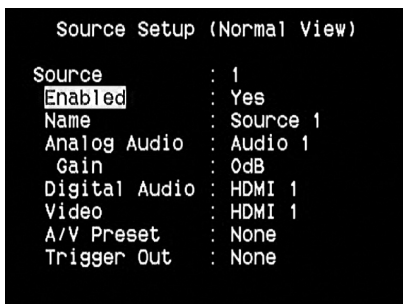 Source Setup (Normal View)
Source : 1
Enabled : Yes
Name : Source 1
Analog Audio : Audio 1
Gain : 0dB
Digital Audio : HDMI 1
Video : HDMI 1
A/V Preset : None
Trigger Out : None